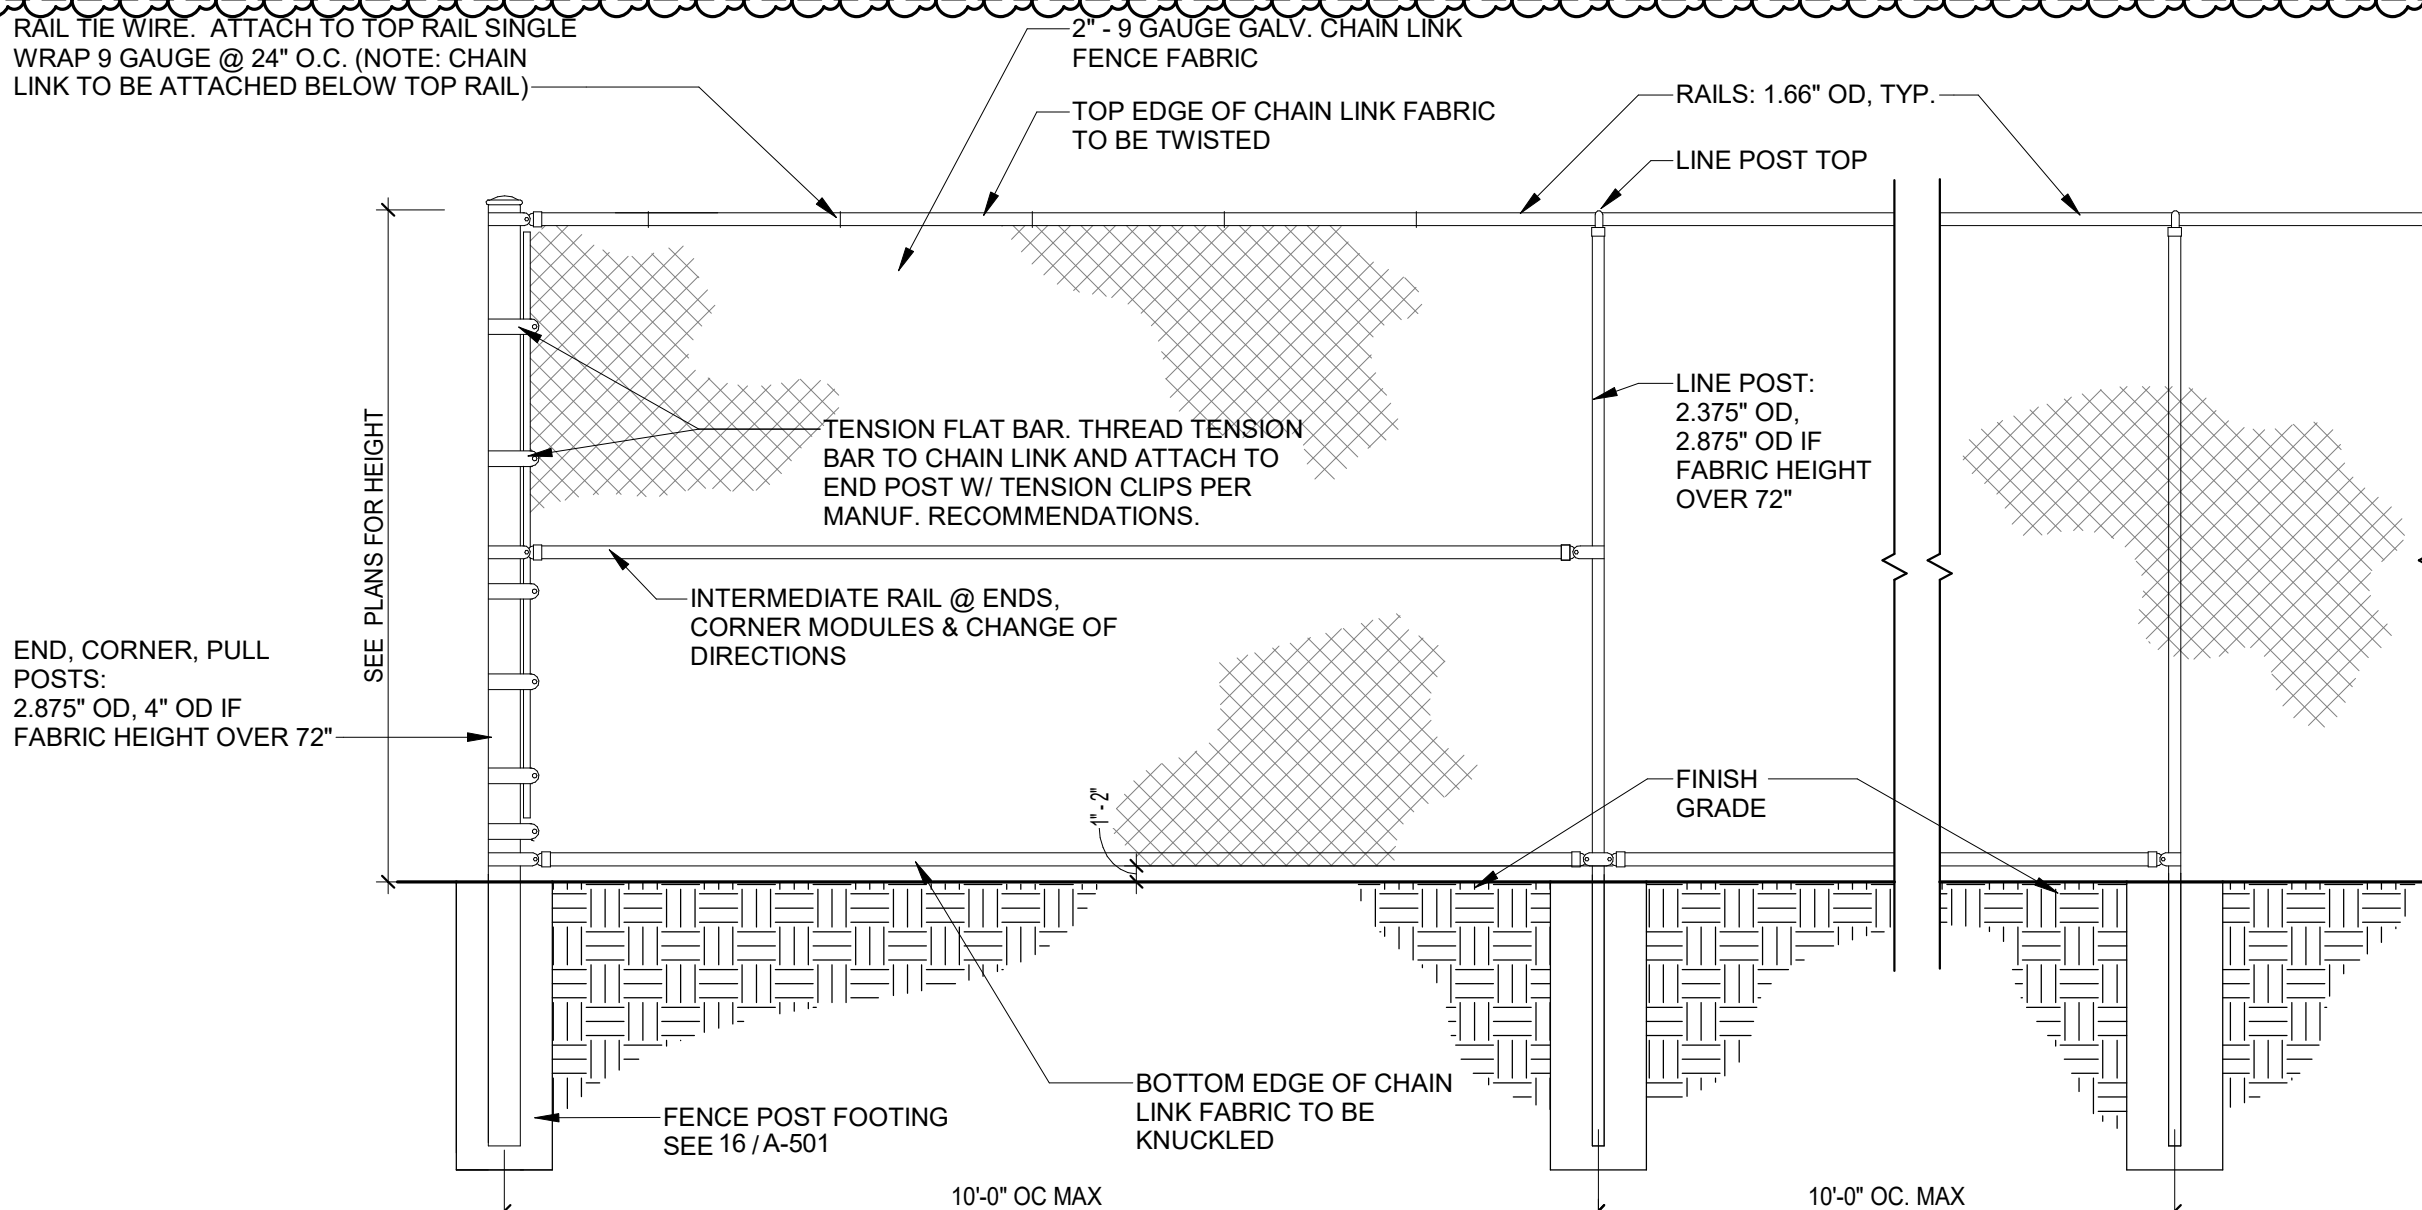 RAIL TIE WIRE. ATTACH TO TOP RAIL SINGLE
WRAP 9 GAUGE @ 24" O.C. (NOTE: CHAIN
LINK TO BE ATTACHED BELOW TOP RAIL)
2" - 9 GAUGE GALV. CHAIN LINK
FENCE FABRIC
TOP EDGE OF CHAIN LINK FABRIC
TO BE TWISTED
RAILS: 1.66" OD, TYP.
LINE POST TOP
SEE PLANS FOR HEIGHT
TENSION FLAT BAR. THREAD TENSION
BAR TO CHAIN LINK AND ATTACH TO
END POST W/ TENSION CLIPS PER
MANUF. RECOMMENDATIONS.
LINE POST:
2.375" OD,
2.875" OD IF
FABRIC HEIGHT
OVER 72"
INTERMEDIATE RAIL @ ENDS,
CORNER MODULES & CHANGE OF
DIRECTIONS
END, CORNER, PULL
POSTS:
2.875" OD, 4" OD IF
FABRIC HEIGHT OVER 72"
1" - 2"
FINISH
GRADE
FENCE POST FOOTING
SEE 16 / A-501
BOTTOM EDGE OF CHAIN
LINK FABRIC TO BE
KNUCKLED
10'-0" OC MAX
10'-0" OC. MAX